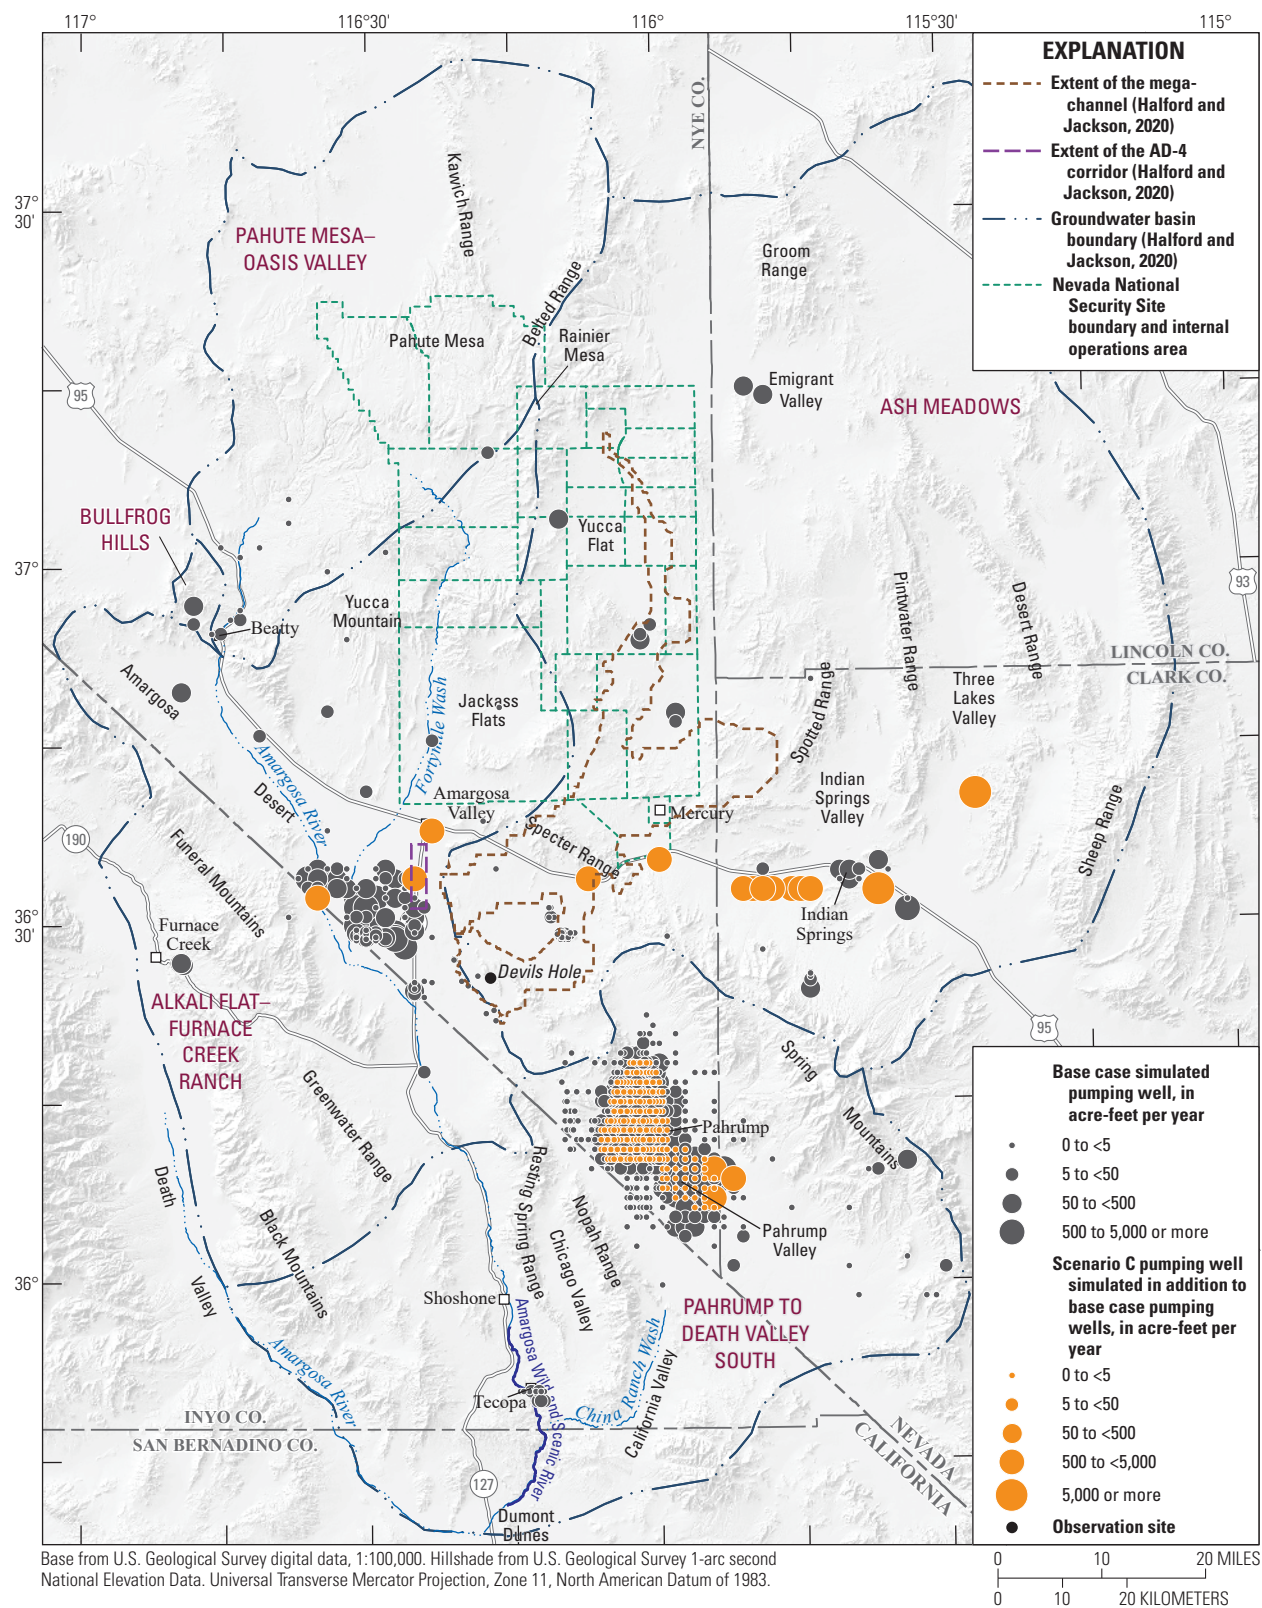 117°
116°30'
116°
115°30'
115°
EXPLANATION
Extent of the mega-
channel (Halford and
Jackson, 2020)
Extent of the AD-4
corridor (Halford and
Jackson, 2020)
Groundwater basin
boundary (Halford and
Jackson, 2020)
Nevada National
Security Site
boundary and internal
operations area
NYE CO.
37°
30'
Kawich Range
PAHUTE MESA–
OASIS VALLEY
Groom
Range
Belted Range
Pahute Mesa
Rainier
Mesa
Emigrant
Valley
ASH MEADOWS
95
BULLFROG
HILLS
Yucca
Flat
37°
93
Pintwater Range
Desert Range
Yucca
Mountain
Beatty
LINCOLN CO.
CLARK CO.
Amargosa
Desert
Fortymile Wash
Jackass
Flats
Spotted Range
Three
Lakes
Valley
Amargosa River
Indian
Springs
Valley
Amargosa
Valley
Mercury
Sheep Range
190
Funeral Mountains
Specter Range
36°
30'
Furnace
Creek
Indian
Springs
Devils Hole
ALKALI FLAT–
FURNACE
CREEK
RANCH
95
Spring
Mountains
Base case simulated
pumping well, in
acre-feet per year
0 to <5
5 to <50
50 to <500
500 to 5,000 or more
Scenario C pumping well
simulated in addition to
base case pumping
wells, in acre-feet per
year
0 to <5
5 to <50
50 to <500
500 to <5,000
5,000 or more
Observation site
Greenwater Range
Pahrump
Death
Valley
Resting Spring Range
Nopah Range
Chicago Valley
Black Mountains
Pahrump
Valley
36°
Shoshone
PAHRUMP TO
DEATH VALLEY
SOUTH
Amargosa River
Amargosa Wild and Scenic River
China Ranch Wash
California Valley
Tecopa
INYO CO.
SAN BERNADINO CO.
NEVADA
CALIFORNIA
127
Dumont
Dunes
Base from U.S. Geological Survey digital data, 1:100,000. Hillshade from U.S. Geological Survey 1-arc second
National Elevation Data. Universal Transverse Mercator Projection, Zone 11, North American Datum of 1983.
0 10 20 MILES
0 10 20 KILOMETERS